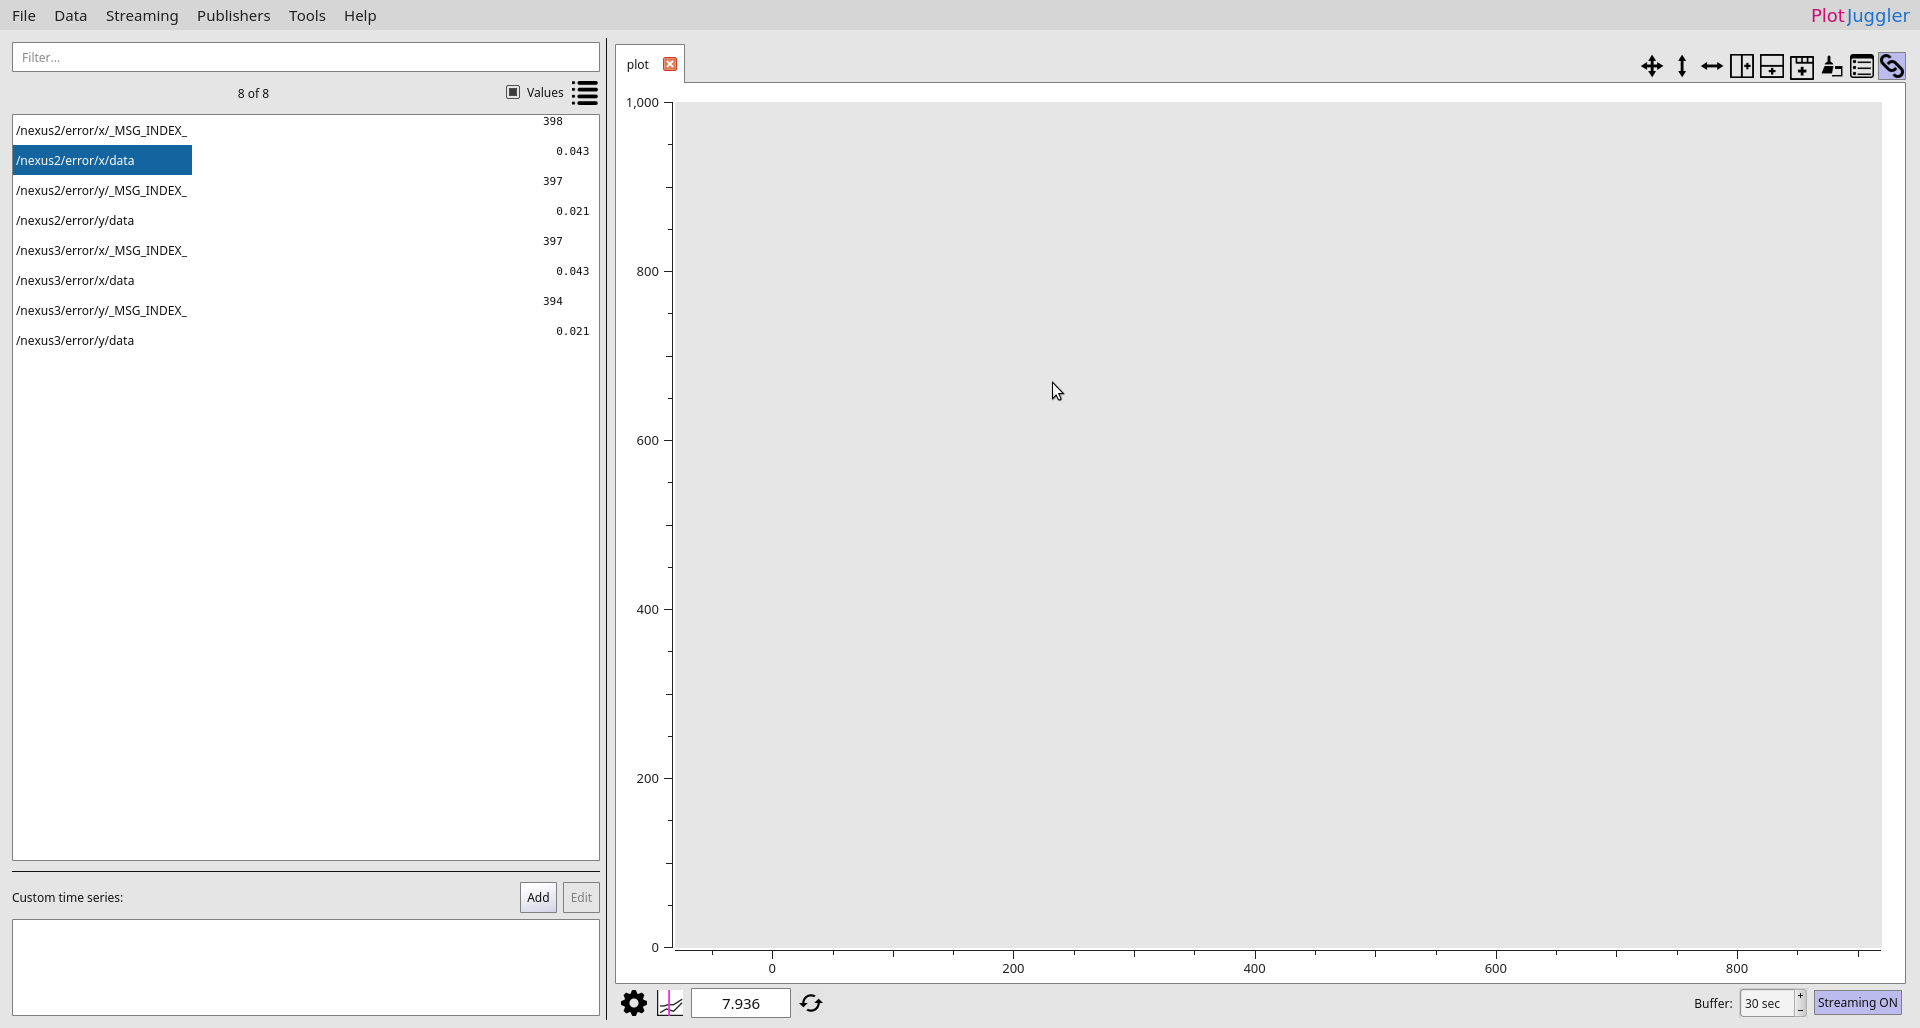 File Data Streaming Publishers Tools Help PlotJuggler
Filter...
8 of 8 Values
/nexus2/error/x/_MSG_INDEX_ 398
/nexus2/error/x/data 0.043
/nexus2/error/y/_MSG_INDEX_ 397
/nexus2/error/y/data 0.021
/nexus3/error/x/_MSG_INDEX_ 397
/nexus3/error/x/data 0.043
/nexus3/error/y/_MSG_INDEX_ 394
/nexus3/error/y/data 0.021
Custom time series: Add Edit
plot
1,000
800
600
400
200
0
0 200 400 600 800
7.936 Buffer: 30 sec Streaming ON